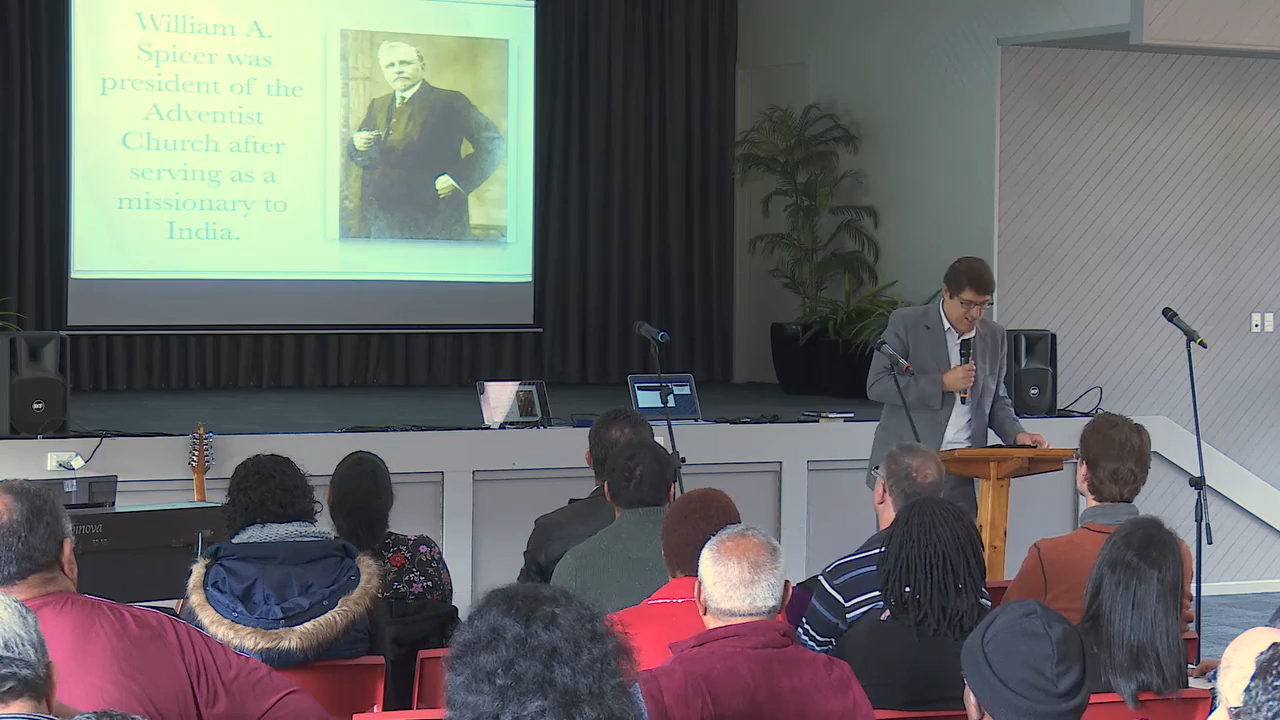 William A.
Spicer was
president of the
Adventist
Church after
serving as a
missionary to
India.